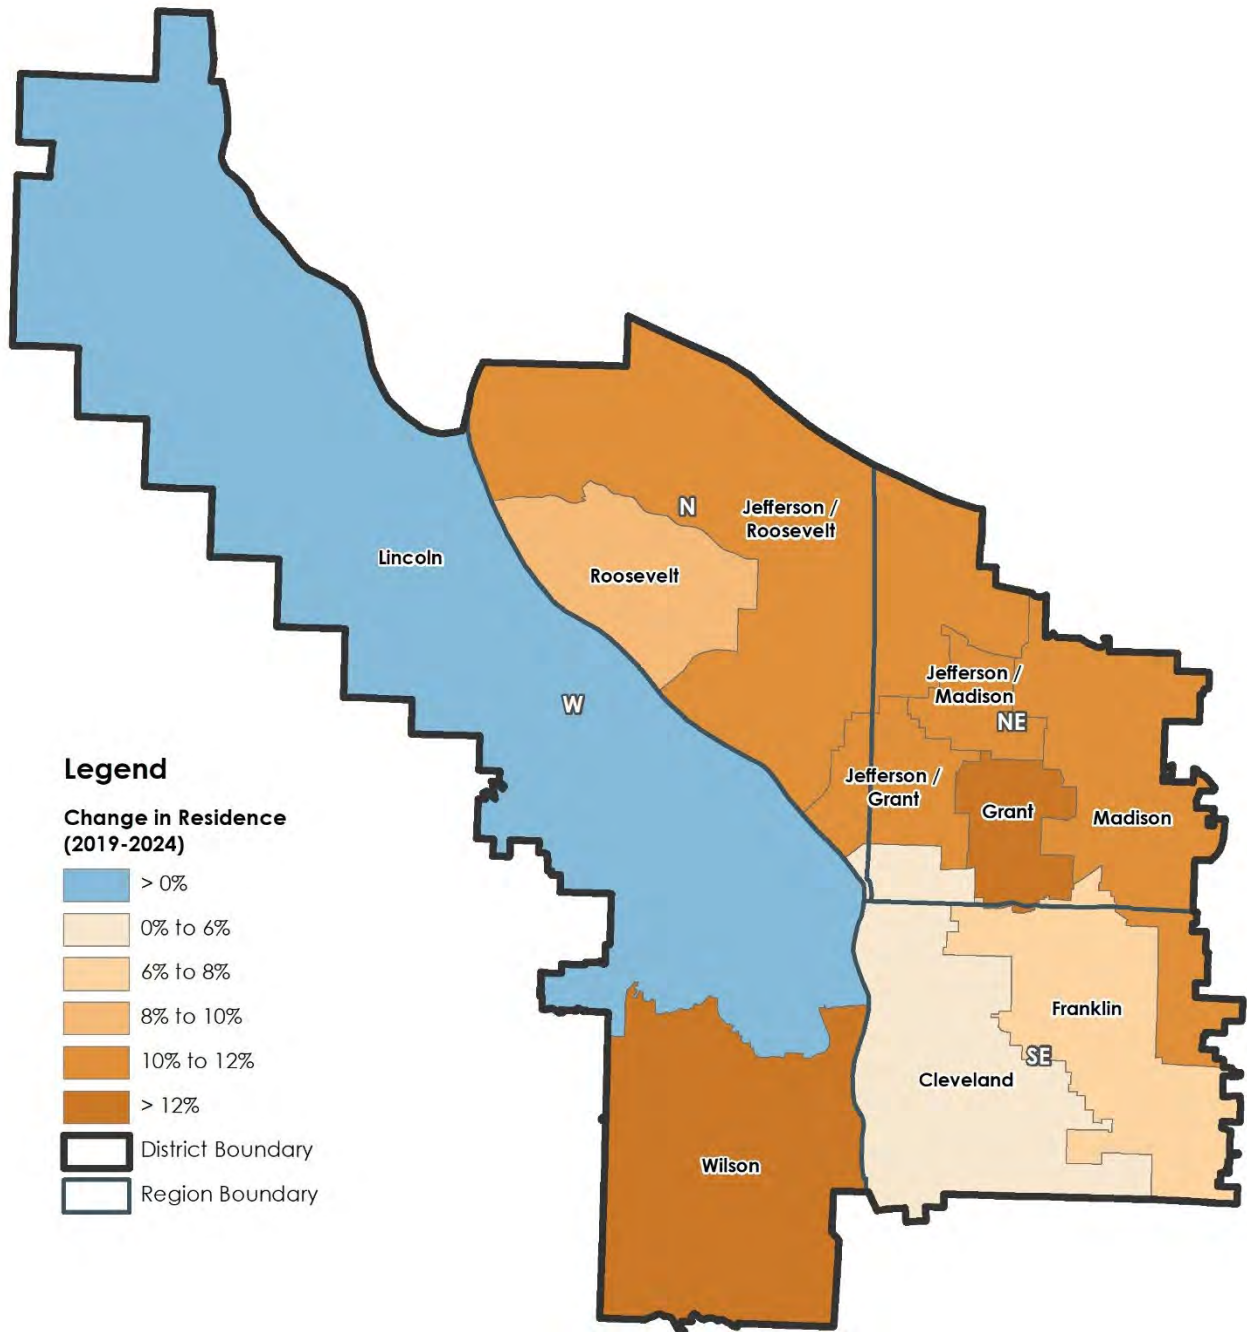 N
Jefferson /
Roosevelt
Lincoln
Roosevelt
Jefferson /
Madison
W
NE
Jefferson /
Grant
Grant
Madison
Franklin
SE
Cleveland
Wilson
Legend
Change in Residence
(2019-2024)
> 0%
0% to 6%
6% to 8%
8% to 10%
10% to 12%
> 12%
District Boundary
Region Boundary